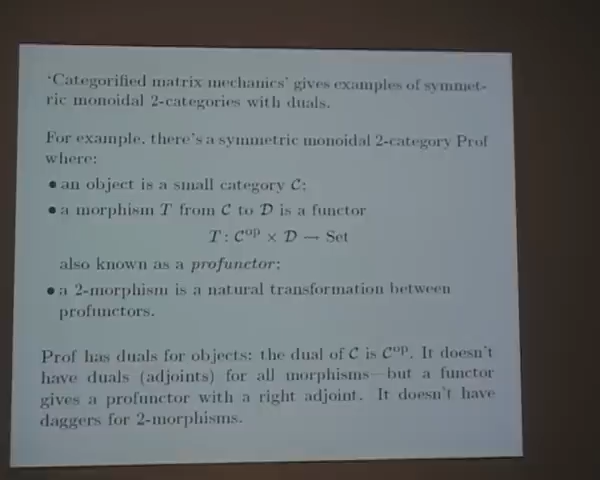 'Categorified matrix mechanics' gives examples of symmet-
ric monoidal 2-categories with duals.
For example, there's a symmetric monoidal 2-category Prof
where:
• an object is a small category 𝒞;
• a morphism T from 𝒞 to 𝒟 is a functor
T : 𝒞ᵒᵖ × 𝒟 → Set
also known as a profunctor;
• a 2-morphism is a natural transformation between
profunctors.
Prof has duals for objects: the dual of 𝒞 is 𝒞ᵒᵖ. It doesn't
have duals (adjoints) for all morphisms—but a functor
gives a profunctor with a right adjoint. It doesn't have
daggers for 2-morphisms.